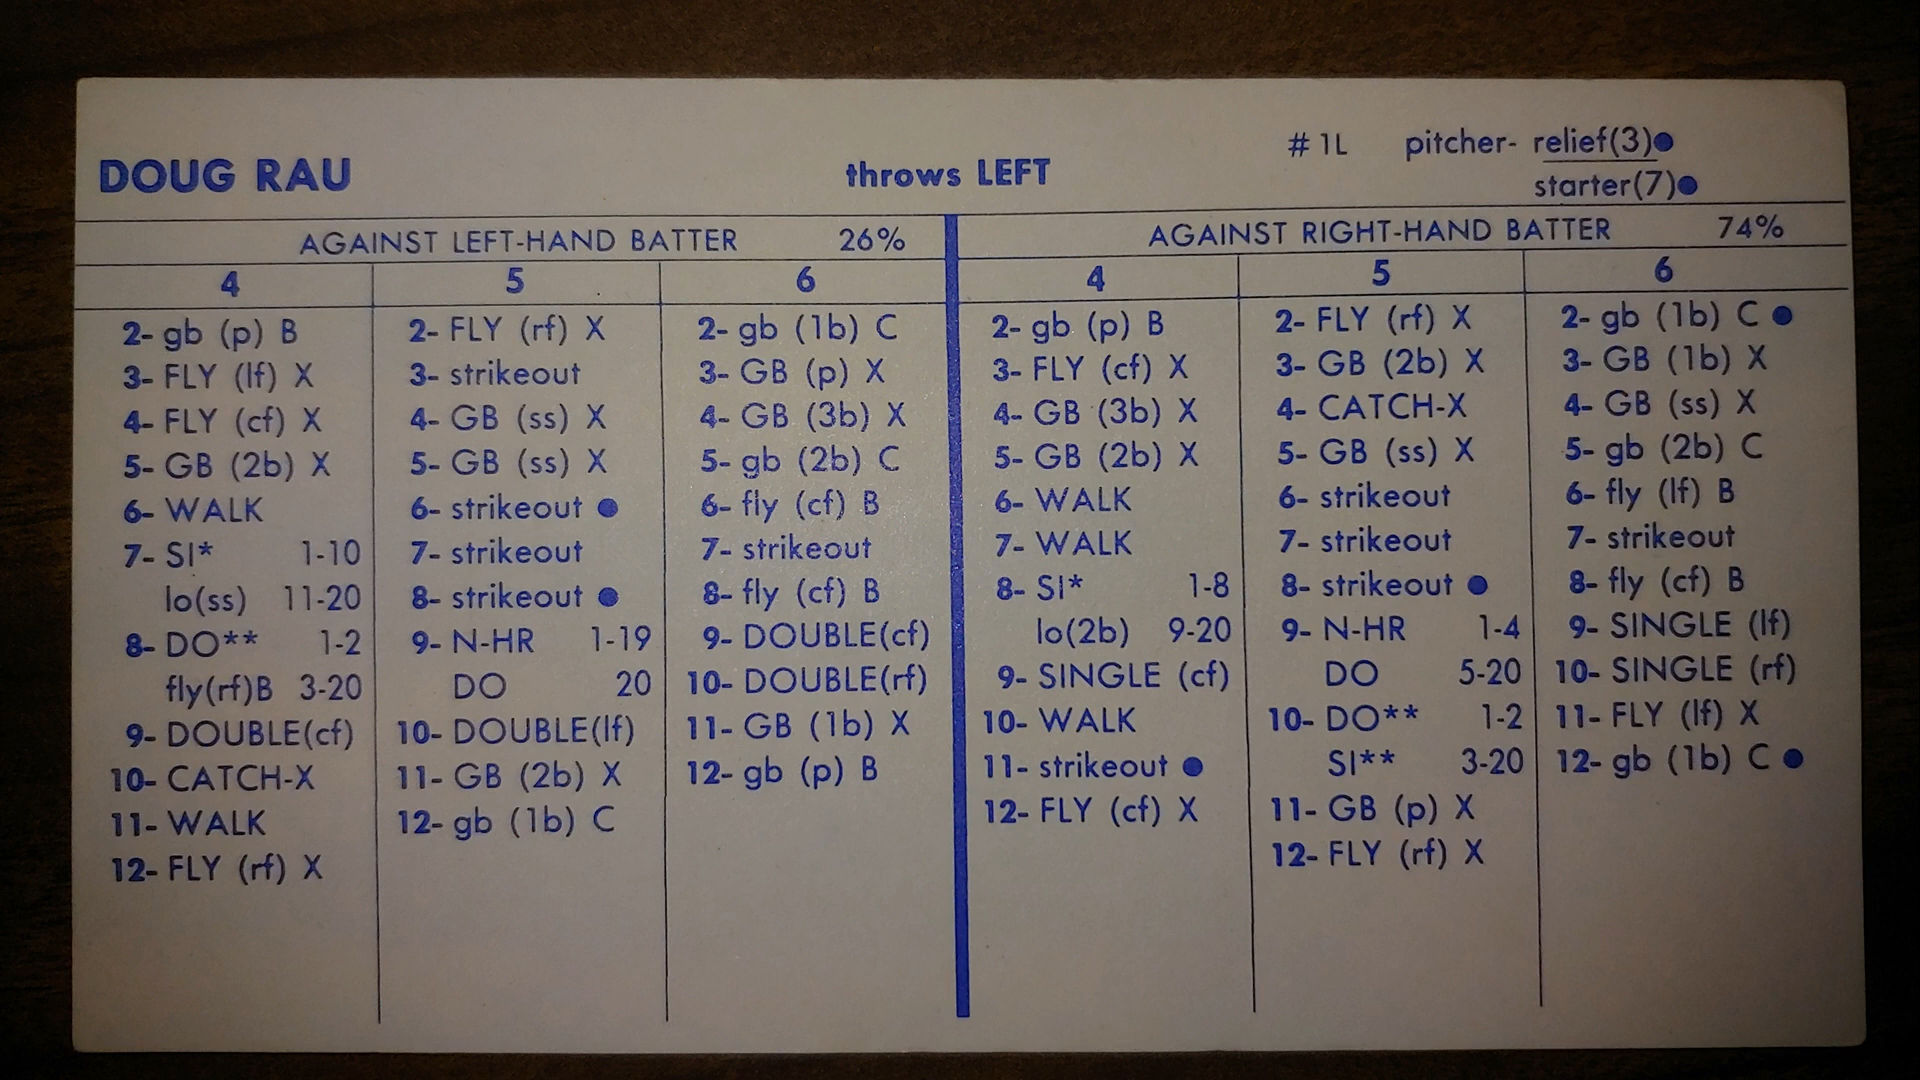 DOUG RAU throws LEFT # 1L pitcher- relief(3)●
starter(7)●
AGAINST LEFT-HAND BATTER 26%
4
2- gb (p) B
3- FLY (lf) X
4- FLY (cf) X
5- GB (2b) X
6- WALK
7- SI* 1-10
lo(ss) 11-20
8- DO** 1-2
fly(rf)B 3-20
9- DOUBLE(cf)
10- CATCH-X
11- WALK
12- FLY (rf) X
5
2- FLY (rf) X
3- strikeout
4- GB (ss) X
5- GB (ss) X
6- strikeout ●
7- strikeout
8- strikeout ●
9- N-HR 1-19
DO 20
10- DOUBLE(lf)
11- GB (2b) X
12- gb (1b) C
6
2- gb (1b) C
3- GB (p) X
4- GB (3b) X
5- gb (2b) C
6- fly (cf) B
7- strikeout
8- fly (cf) B
9- DOUBLE(cf)
10- DOUBLE(rf)
11- GB (1b) X
12- gb (p) B
AGAINST RIGHT-HAND BATTER 74%
4
2- gb (p) B
3- FLY (cf) X
4- GB (3b) X
5- GB (2b) X
6- WALK
7- WALK
8- SI* 1-8
lo(2b) 9-20
9- SINGLE (cf)
10- WALK
11- strikeout ●
12- FLY (cf) X
5
2- FLY (rf) X
3- GB (2b) X
4- CATCH-X
5- GB (ss) X
6- strikeout
7- strikeout
8- strikeout ●
9- N-HR 1-4
DO 5-20
10- DO** 1-2
SI** 3-20
11- GB (p) X
12- FLY (rf) X
6
2- gb (1b) C ●
3- GB (1b) X
4- GB (ss) X
5- gb (2b) C
6- fly (lf) B
7- strikeout
8- fly (cf) B
9- SINGLE (lf)
10- SINGLE (rf)
11- FLY (lf) X
12- gb (1b) C ●